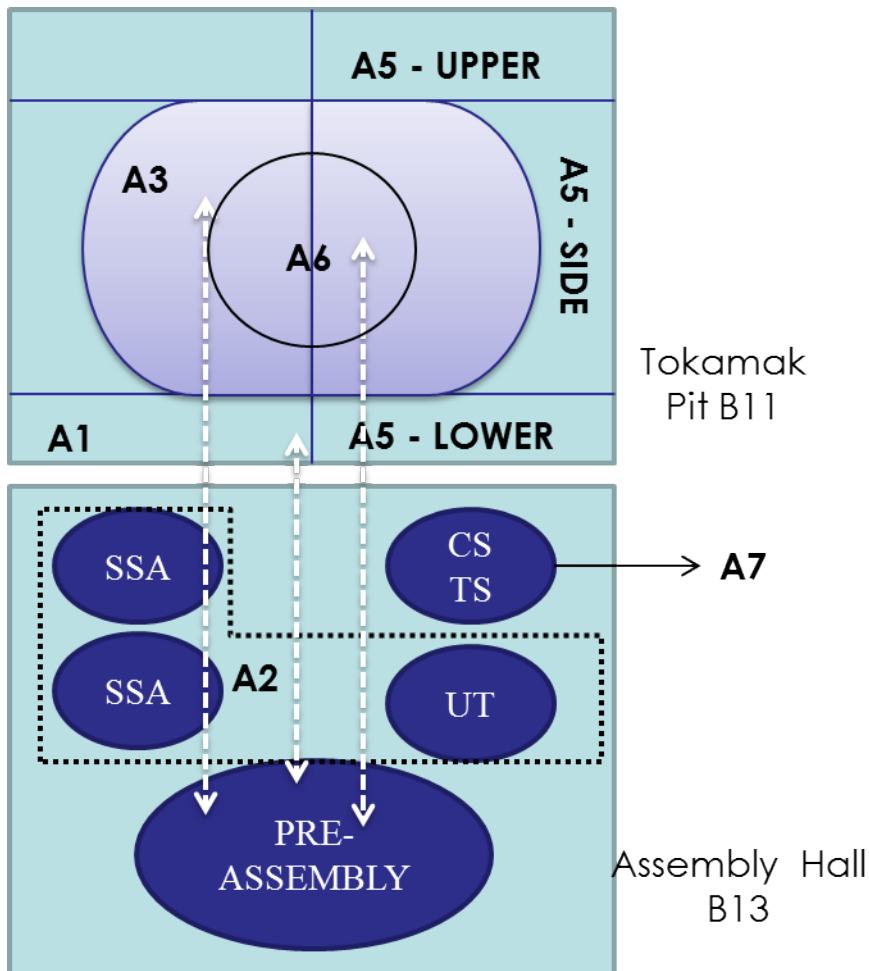 A5 - UPPER
A3
A5 - SIDE
A6
Tokamak
Pit B11
A1
A5 - LOWER
SSA
CS
TS
A7
SSA
A2
UT
PRE-
ASSEMBLY
Assembly Hall
B13